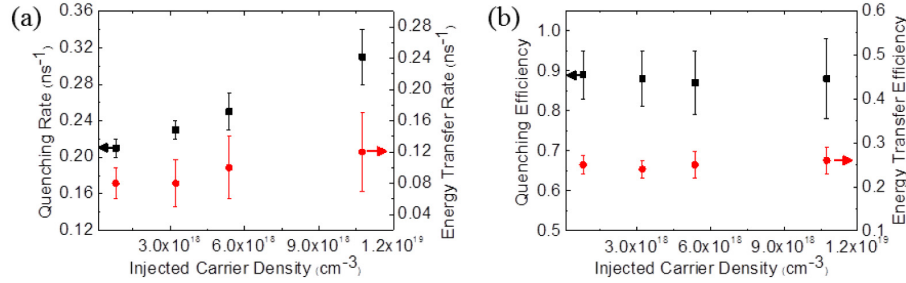 (a)
0.36
0.32
0.28
0.24
0.20
0.16
0.12
Quenching Rate (ns⁻¹)
0.28
0.24
0.20
0.16
0.12
0.08
0.04
Energy Transfer Rate (ns⁻¹)
3.0x10¹⁸ 6.0x10¹⁸ 9.0x10¹⁸ 1.2x10¹⁹
Injected Carrier Density (cm⁻³)
(b)
1.0
0.9
0.8
0.7
0.6
0.5
Quenching Efficiency
0.6
0.5
0.4
0.3
0.2
0.1
Energy Transfer Efficiency
3.0x10¹⁸ 6.0x10¹⁸ 9.0x10¹⁸ 1.2x10¹⁹
Injected Carrier Density (cm⁻³)